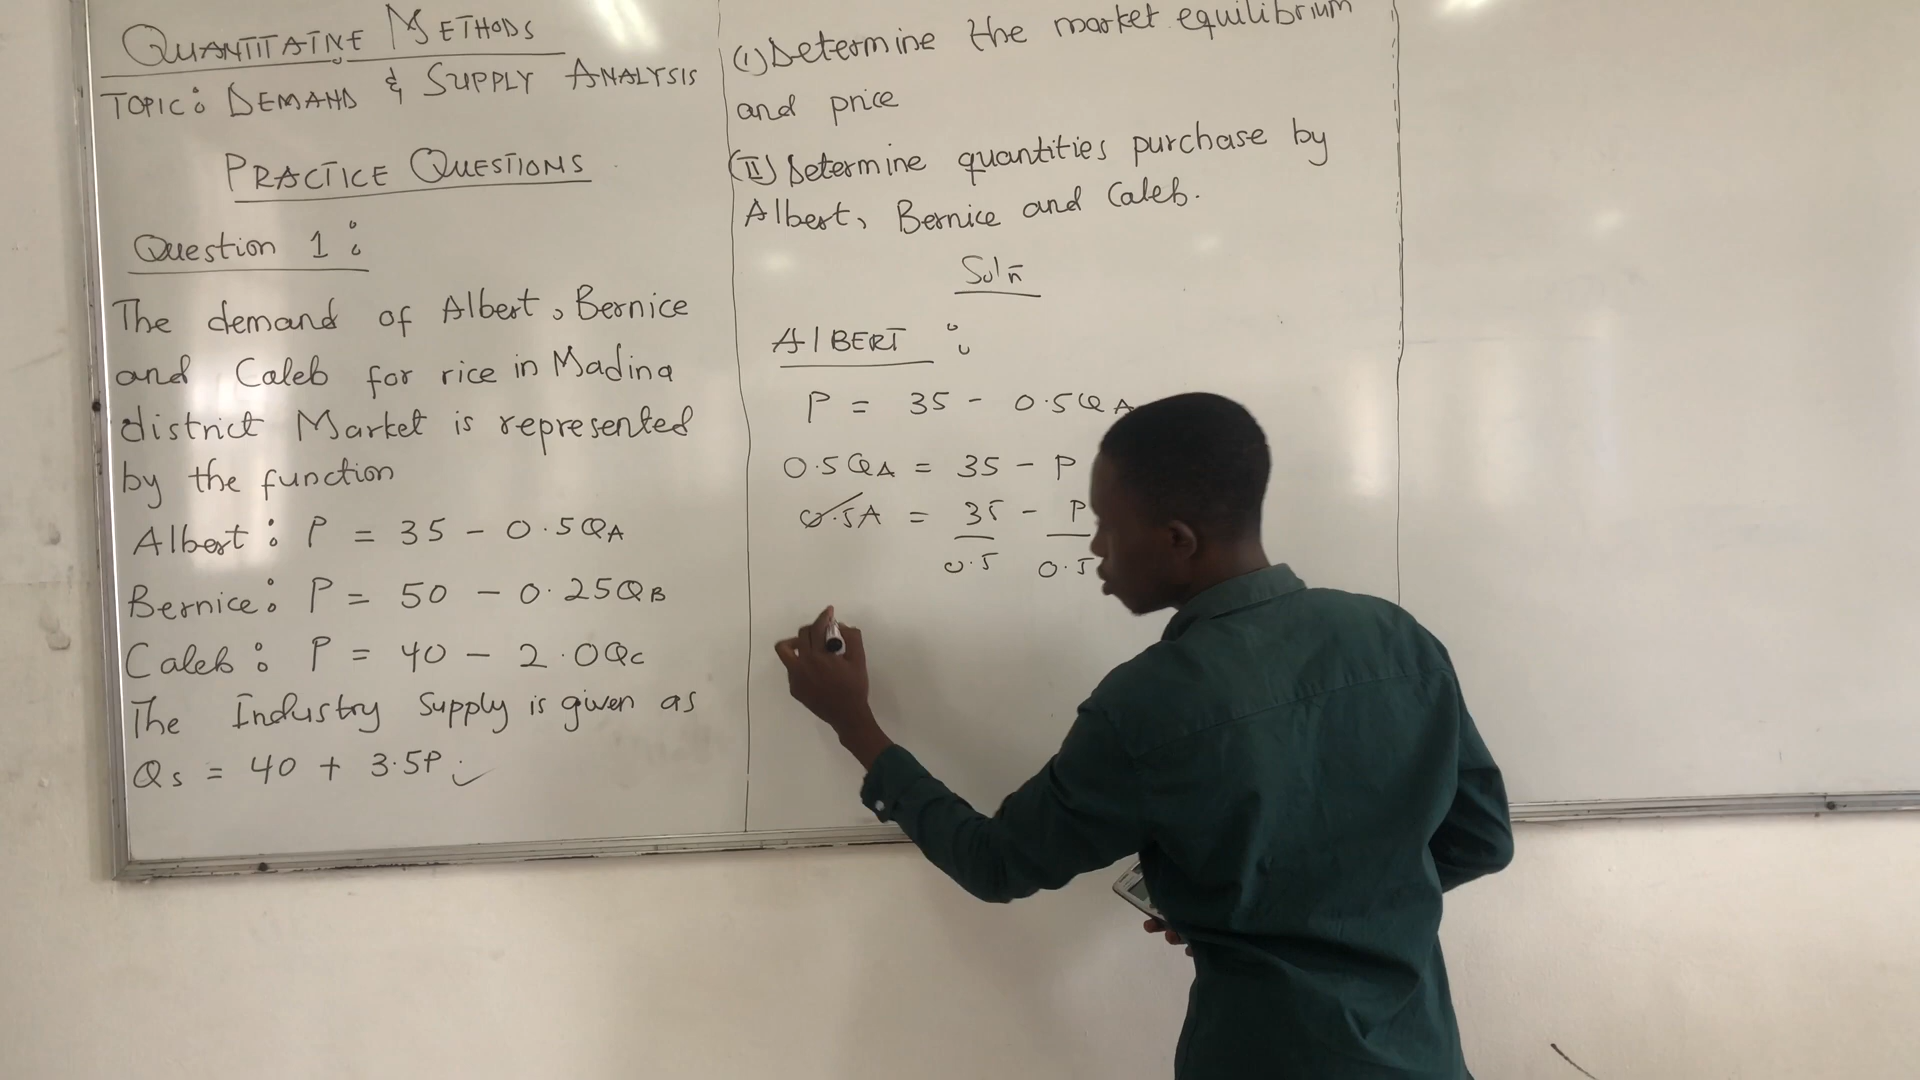 QUANTITATIVE METHODS
TOPIC: DEMAND & SUPPLY ANALYSIS
PRACTICE QUESTIONS
Question 1:
The demand of Albert, Bernice
and Caleb for rice in Madina
district Market is represented
by the function
Albert: P = 35 - 0.5QA
Bernice: P = 50 - 0.25QB
Caleb: P = 40 - 2.0QC
The Industry Supply is given as
Qs = 40 + 3.5P
(I) Determine the market equilibrium
and price
(II) Determine quantities purchase by
Albert, Bernice and Caleb.
Solñ
AlBERT:
P = 35 - 0.5QA
0.5QA = 35 - P
0.5A = 35 - P
0.5 0.5